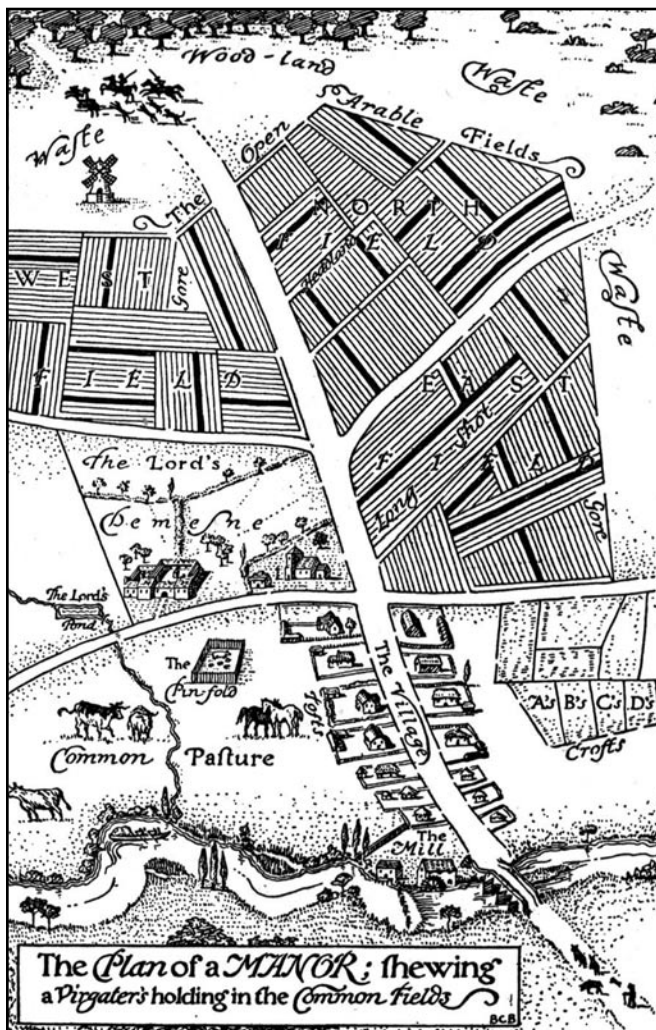 Wood-land
Waste
Waste
The Open Arable Fields
NORTH
FIELD
Headland
WEST
FIELD
Gore
Waste
EAST
FIELD
Long Shot
Gore
The Lord's
Demesne
The Lord's
Pond
The
Pin-fold
Tofts
The Village
A's B's C's D's
Crofts
Common Pasture
The
Mill
The Plan of a MANOR; shewing
a Virgater's holding in the Common Fields
BCB